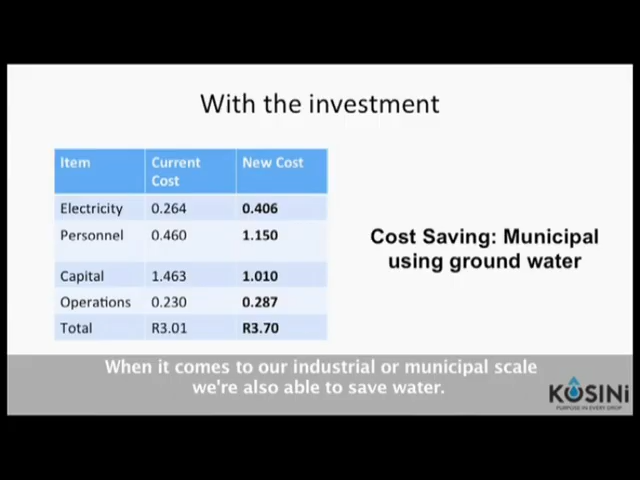 With the investment
Item Current Cost New Cost
Electricity 0.264 0.406
Personnel 0.460 1.150
Capital 1.463 1.010
Operations 0.230 0.287
Total R3.01 R3.70
Cost Saving: Municipal
using ground water
When it comes to our industrial or municipal scale
we're also able to save water.
KOSINi
PURPOSE IN EVERY DROP